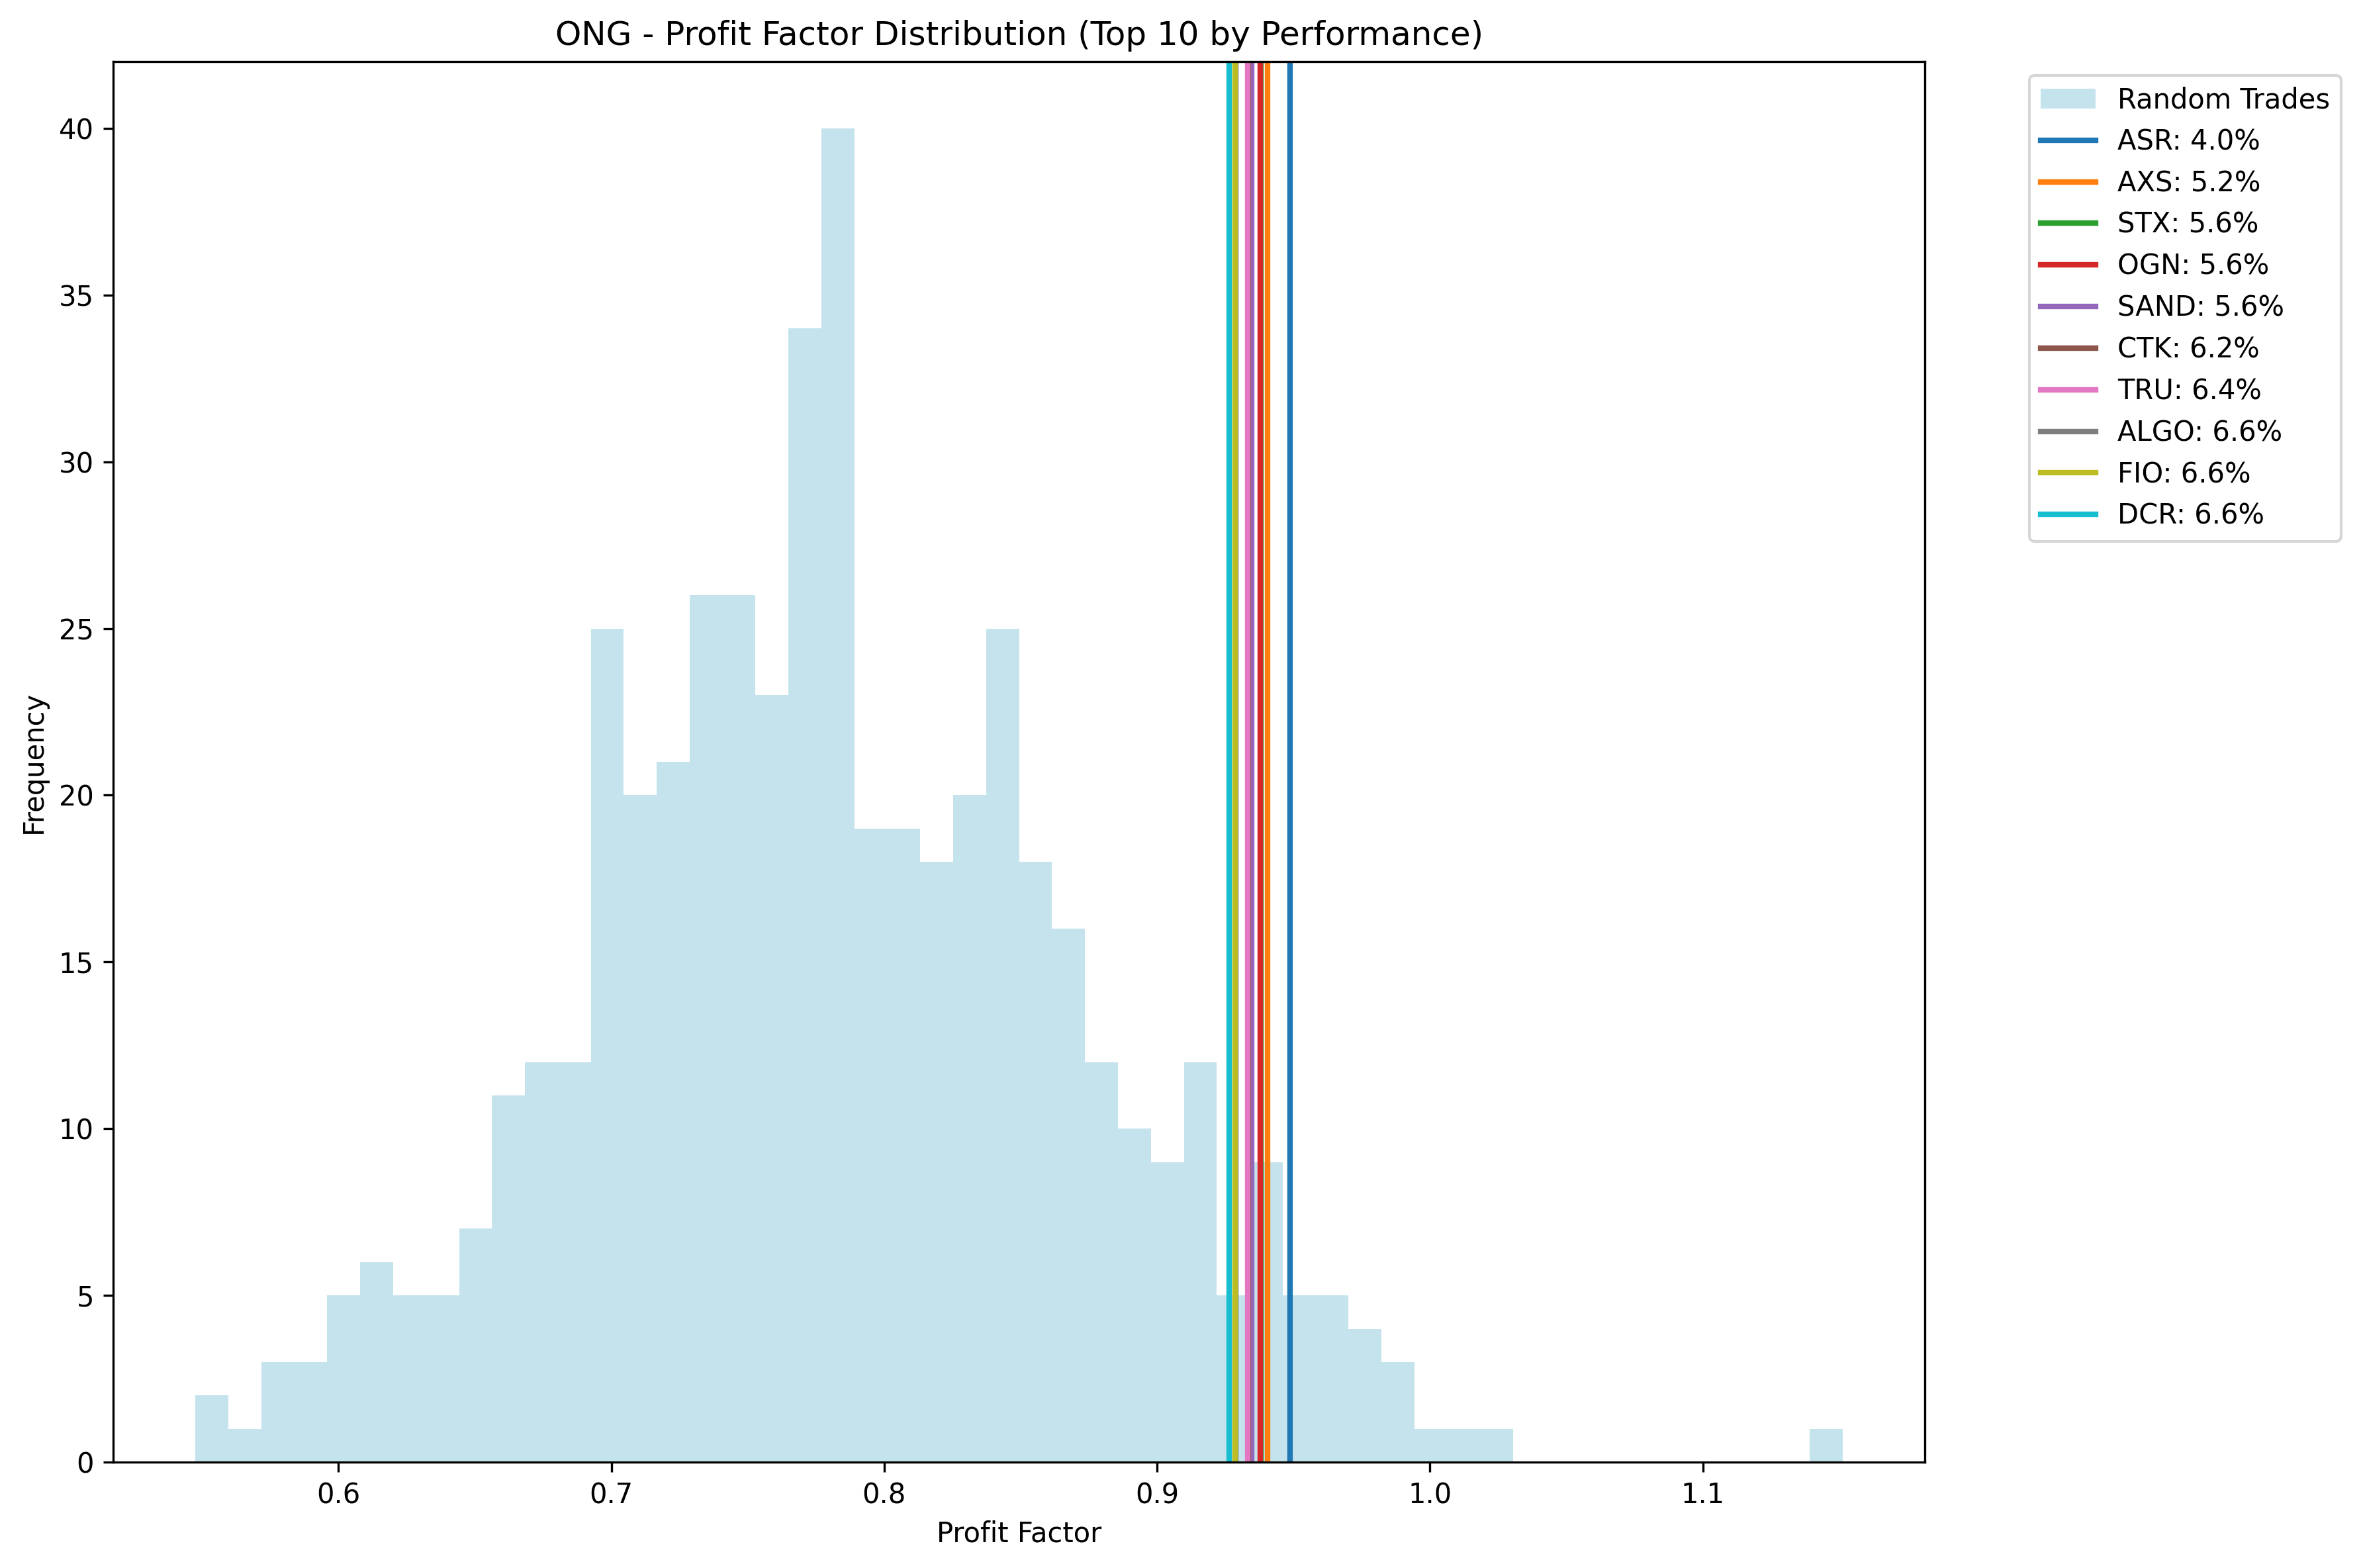 ONG - Profit Factor Distribution (Top 10 by Performance)
Frequency
40
35
30
25
20
15
10
5
0
0.6
0.7
0.8
0.9
1.0
1.1
Profit Factor
Random Trades
ASR: 4.0%
AXS: 5.2%
STX: 5.6%
OGN: 5.6%
SAND: 5.6%
CTK: 6.2%
TRU: 6.4%
ALGO: 6.6%
FIO: 6.6%
DCR: 6.6%